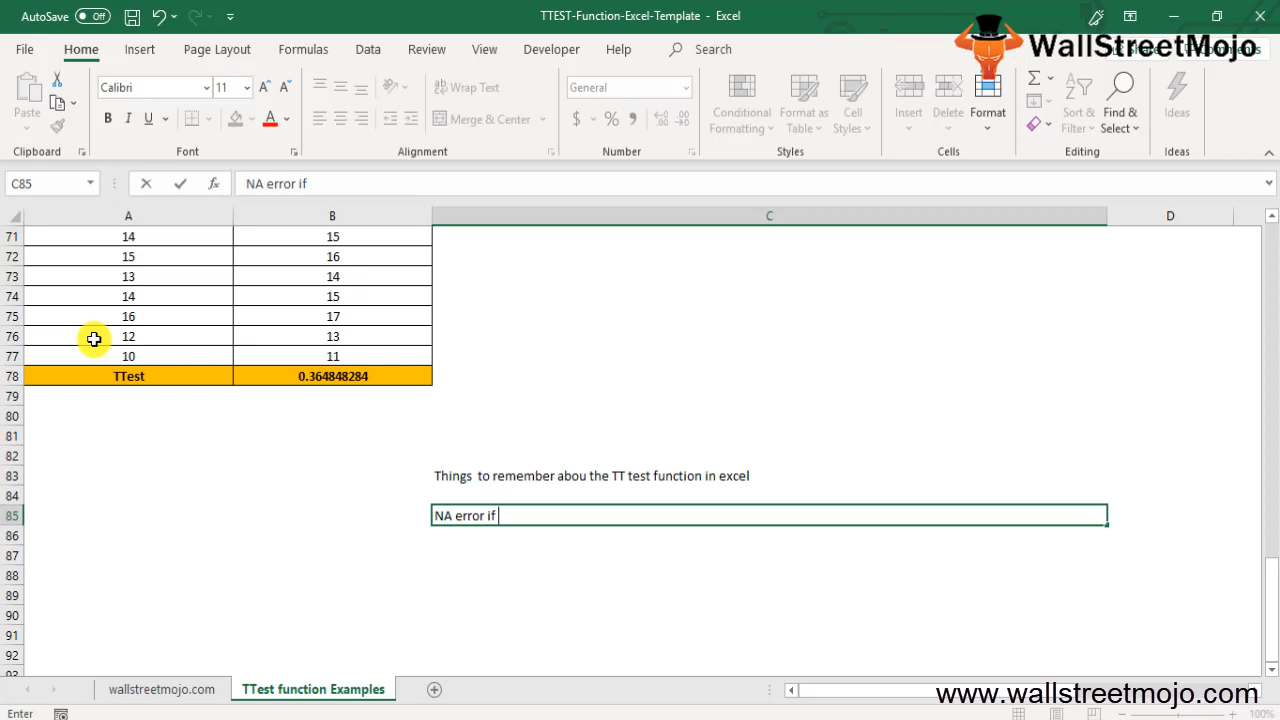 AutoSave Off TTEST-Function-Excel-Template - Excel
WallStreetMojo
File Home Insert Page Layout Formulas Data Review View Developer Help Search
Calibri 11 Wrap Text General
Paste B I U Merge & Center $ % Conditional Formatting Format as Table Cell Styles Insert Delete Format Sort & Filter Find & Select Ideas
Clipboard Font Alignment Number Styles Cells Editing Ideas
C85 fx NA error if
A B C D
71 14 15
72 15 16
73 13 14
74 14 15
75 16 17
76 12 13
77 10 11
78 TTest 0.364848284
79
80
81
82
83 Things to remember abou the TT test function in excel
84
85 NA error if
86
87
88
89
90
91
92
93
wallstreetmojo.com TTest function Examples
www.wallstreetmojo.com
Enter 100%